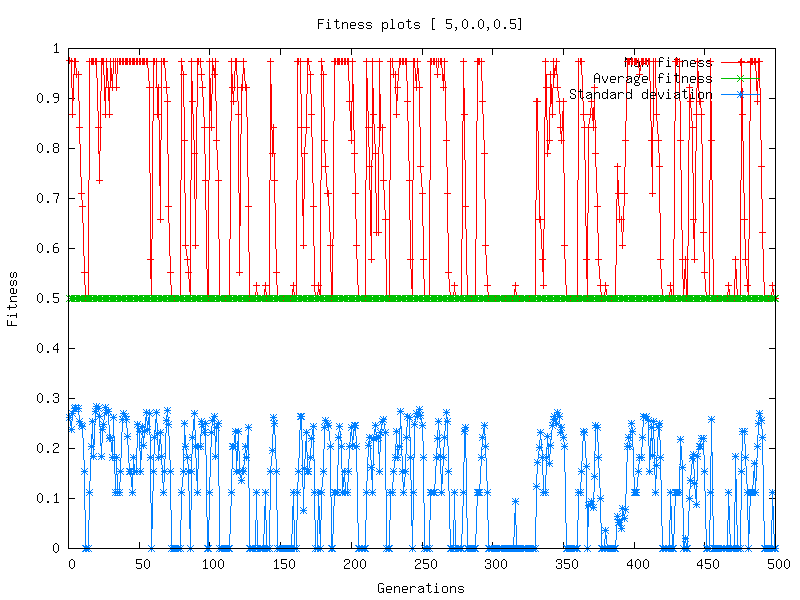 Fitness plots [ 5,0.0,0.5]
1
0.9
0.8
0.7
0.6
0.5
0.4
0.3
0.2
0.1
0
Fitness
Max fitness
Average fitness
Standard deviation
0 50 100 150 200 250 300 350 400 450 500
Generations